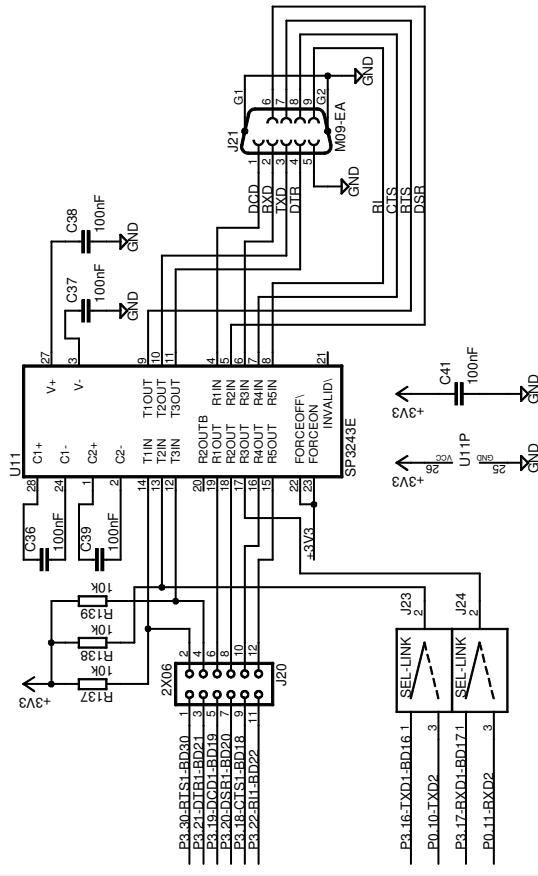 C38
100nF
GND
C37
100nF
GND
J21
G1
1
2
3
4
5
6
7
8
9
G2
M09-EA
GND
GND
DCD
RXD
TXD
DTR
RI
CTS
RTS
DSR
U11
28 C1+
24 C1-
1 C2+
2 C2-
V+ 27
V- 3
14 T1IN
13 T2IN
12 T3IN
T1OUT 9
T2OUT 10
T3OUT 11
20 R2OUTB
19 R1OUT
18 R2OUT
17 R3OUT
16 R4OUT
15 R5OUT
R1IN 4
R2IN 5
R3IN 6
R4IN 7
R5IN 8
22 FORCEOFF\
23 FORCEON
INVALID\ 21
SP3243E
C36
100nF
C39
100nF
+3V3
+3V3
R137
10k
R138
10k
R139
10k
2X06
1 2
3 4
5 6
7 8
9 10
11 12
J20
P3.30-RTS1-BD30
P3.21-DTR1-BD21
P3.19-DCD1-BD19
P3.20-DSR1-BD20
P3.18-CTS1-BD18
P3.22-RI1-BD22
J23
SEL-LINK
1
2
3
J24
SEL-LINK
1
2
3
P3.16-TXD1-BD16
P0.10-TXD2
P3.17-RXD1-BD17
P0.11-RXD2
+3V3
C41
100nF
GND
+3V3
26
VCC
U11P
GND
25
GND